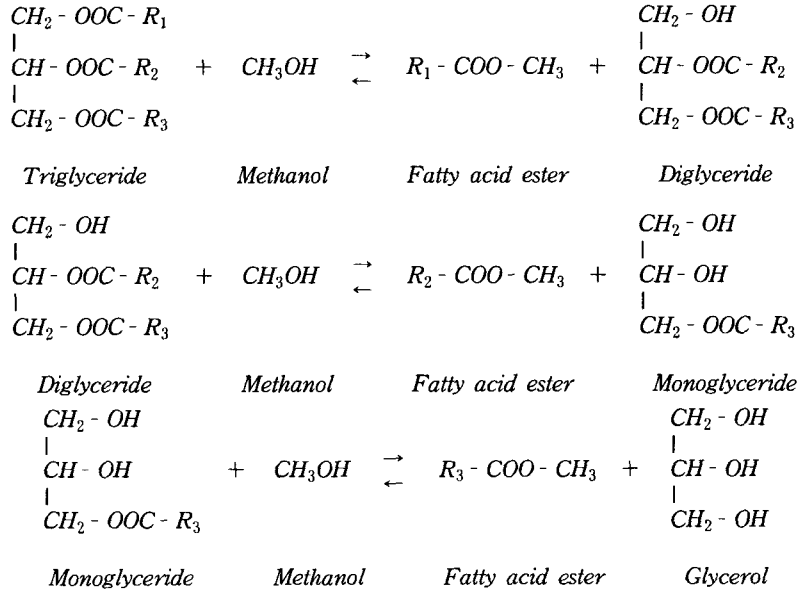 CH₂ - OOC - R₁ CH₂ - OH
| |
CH - OOC - R₂ + CH₃OH ⇄ R₁ - COO - CH₃ + CH - OOC - R₂
| |
CH₂ - OOC - R₃ CH₂ - OOC - R₃
Triglyceride Methanol Fatty acid ester Diglyceride
CH₂ - OH CH₂ - OH
| |
CH - OOC - R₂ + CH₃OH ⇄ R₂ - COO - CH₃ + CH - OH
| |
CH₂ - OOC - R₃ CH₂ - OOC - R₃
Diglyceride Methanol Fatty acid ester Monoglyceride
CH₂ - OH CH₂ - OH
| |
CH - OH + CH₃OH ⇄ R₃ - COO - CH₃ + CH - OH
| |
CH₂ - OOC - R₃ CH₂ - OH
Monoglyceride Methanol Fatty acid ester Glycerol